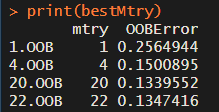 > print(bestMtry)
       mtry  OOBError
1.OOB     1 0.2564944
4.OOB     4 0.1500895
20.OOB   20 0.1339552
22.OOB   22 0.1347416